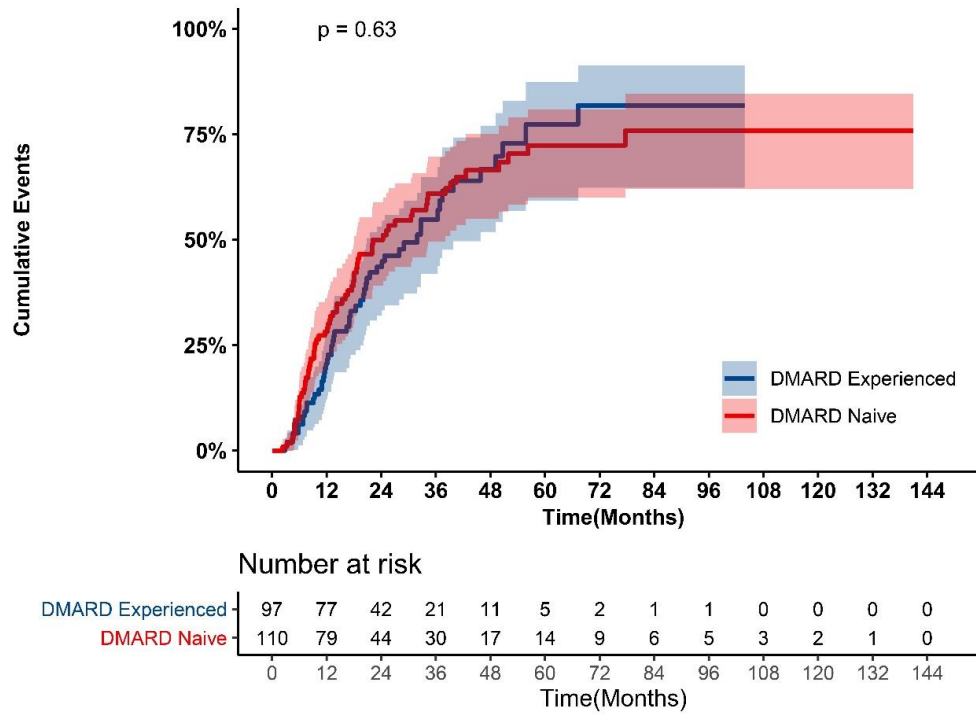 100%
p = 0.63
75%
50%
25%
0%
Cumulative Events
DMARD Experienced
DMARD Naive
0 12 24 36 48 60 72 84 96 108 120 132 144
Time(Months)
Number at risk
DMARD Experienced 97 77 42 21 11 5 2 1 1 0 0 0 0
DMARD Naive 110 79 44 30 17 14 9 6 5 3 2 1 0
0 12 24 36 48 60 72 84 96 108 120 132 144
Time(Months)